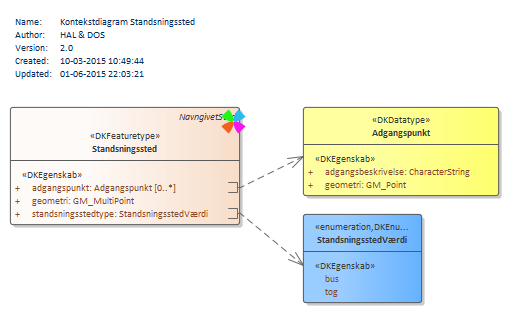 Name: Kontekstdiagram Standsningssted
Author: HAL & DOS
Version: 2.0
Created: 10-03-2015 10:49:44
Updated: 01-06-2015 22:03:21
«DKFeaturetype»
Standsningssted
«DKEgenskab»
+ adgangspunkt: Adgangspunkt [0..*]
+ geometri: GM_MultiPoint
+ standsningsstedtype: StandsningsstedVærdi
«DKDatatype»
Adgangspunkt
«DKEgenskab»
+ adgangsbeskrivelse: CharacterString
+ geometri: GM_Point
«enumeration,DKEnu...
StandsningsstedVærdi
«DKEgenskab»
bus
tog